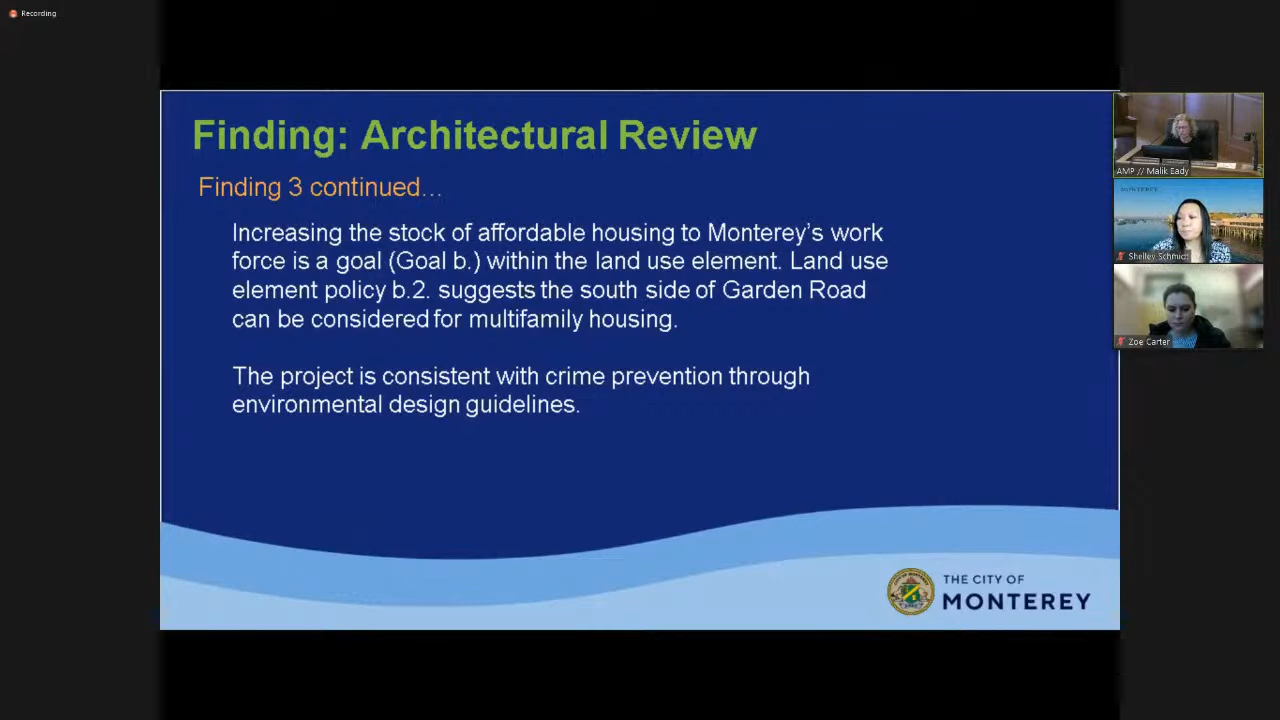 Recording
Finding: Architectural Review
Finding 3 continued...
Increasing the stock of affordable housing to Monterey's work
force is a goal (Goal b.) within the land use element. Land use
element policy b.2. suggests the south side of Garden Road
can be considered for multifamily housing.
The project is consistent with crime prevention through
environmental design guidelines.
THE CITY OF
MONTEREY
AMP // Malik Eady
MONTEREY
Shelley Schmidt
Zoe Carter